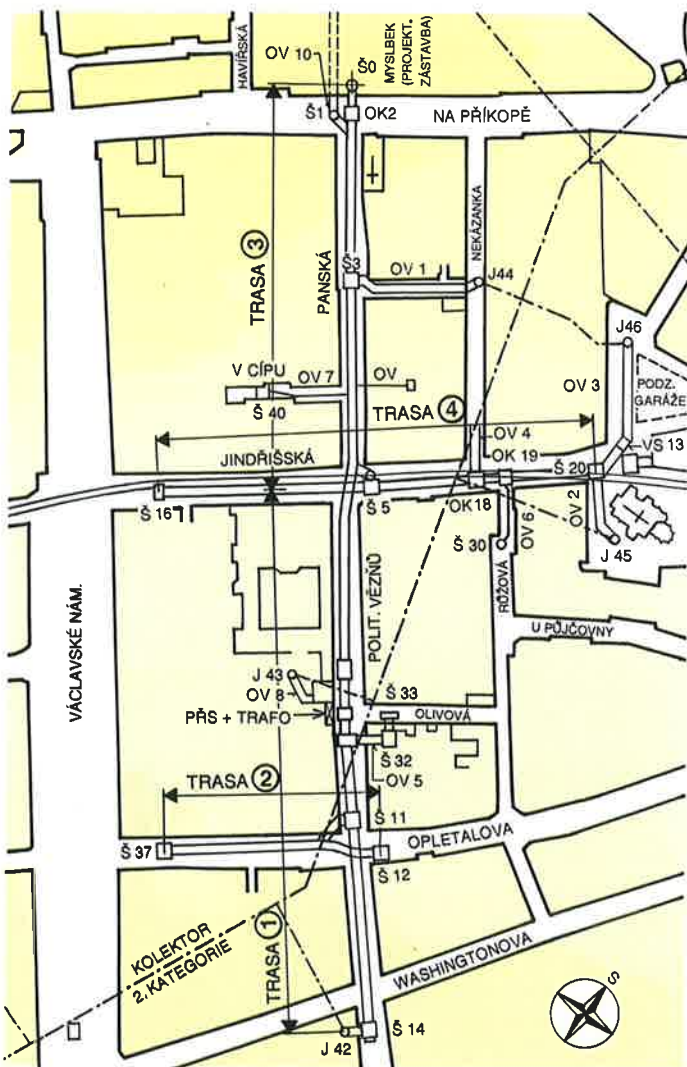 HAVÍŘSKÁ
OV 10
MYSLBEK
(PROJEKT.
ZÁSTAVBA)
Š0
Š1
OK2
NA PŘÍKOPĚ
TRASA 3
PANSKÁ
Š3
OV 1
NEKÁZANKA
J44
J46
V CÍPU
OV 7
OV
OV 3
PODZ.
GARÁŽE
Š 40
TRASA 4
OV 4
VS 13
JINDŘIŠSKÁ
OK 19
Š 20
Š 16
Š 5
OK 18
OV 6
OV 2
Š 30
J 45
VÁCLAVSKÉ NÁM.
POLIT. VĚZŇŮ
RŮŽOVÁ
U PŮJČOVNY
J 43
OV 8
Š 33
PŘS + TRAFO
OLIVOVÁ
Š 32
TRASA 2
OV 5
Š 11
OPLETALOVA
Š 37
Š 12
KOLEKTOR
2. KATEGORIE
TRASA 1
WASHINGTONOVA
S
J 42
Š 14